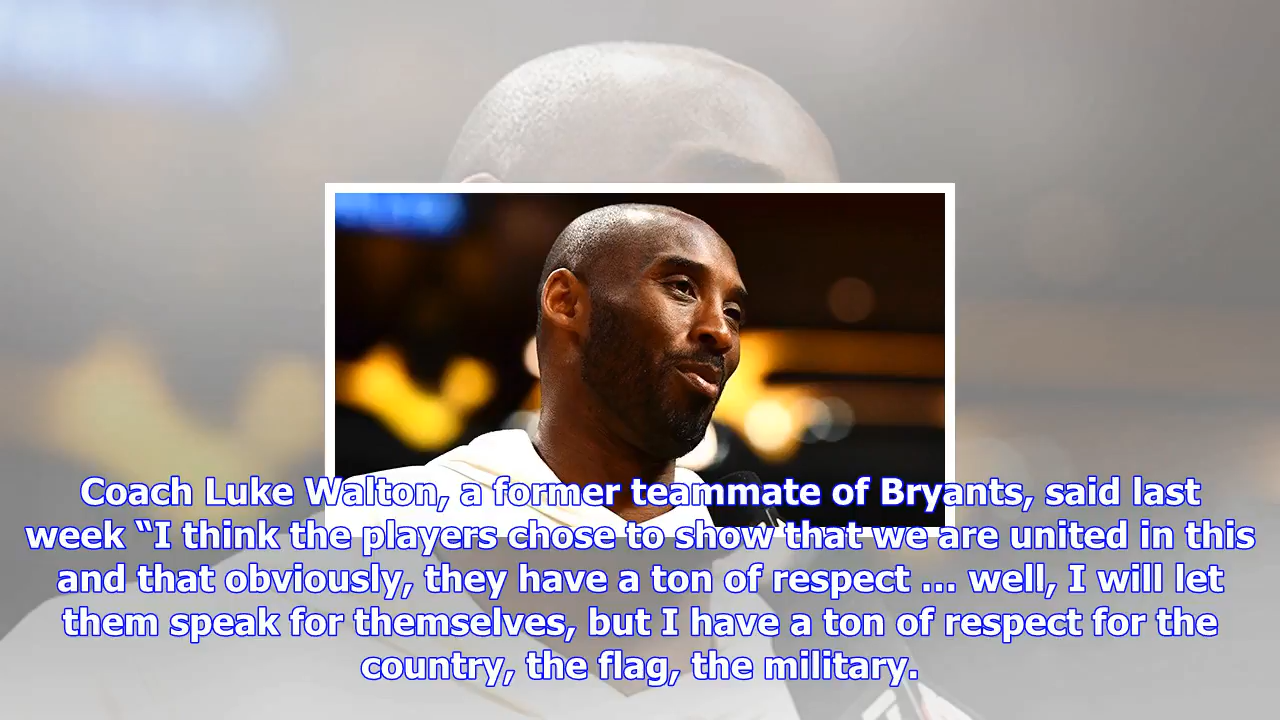 Coach Luke Walton, a former teammate of Bryants, said last
week “I think the players chose to show that we are united in this
and that obviously, they have a ton of respect ... well, I will let
them speak for themselves, but I have a ton of respect for the
country, the flag, the military.